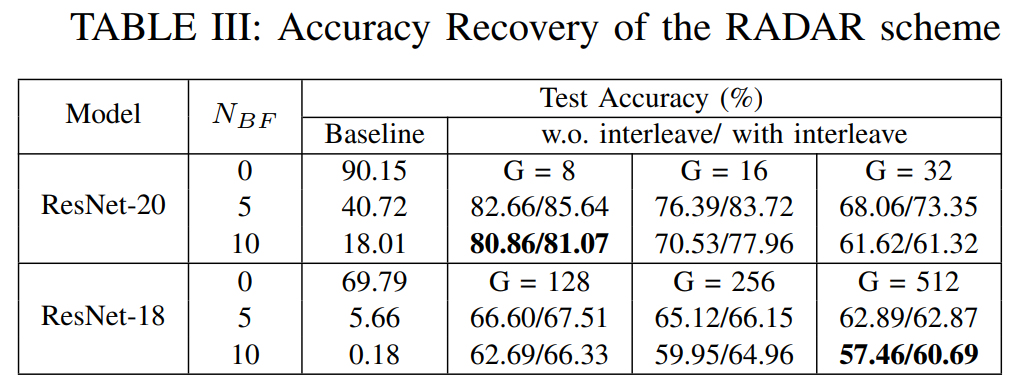 TABLE III: Accuracy Recovery of the RADAR scheme
Model N_BF Test Accuracy (%)
Baseline w.o. interleave/ with interleave
ResNet-20 0 90.15 G = 8 G = 16 G = 32
5 40.72 82.66/85.64 76.39/83.72 68.06/73.35
10 18.01 80.86/81.07 70.53/77.96 61.62/61.32
ResNet-18 0 69.79 G = 128 G = 256 G = 512
5 5.66 66.60/67.51 65.12/66.15 62.89/62.87
10 0.18 62.69/66.33 59.95/64.96 57.46/60.69